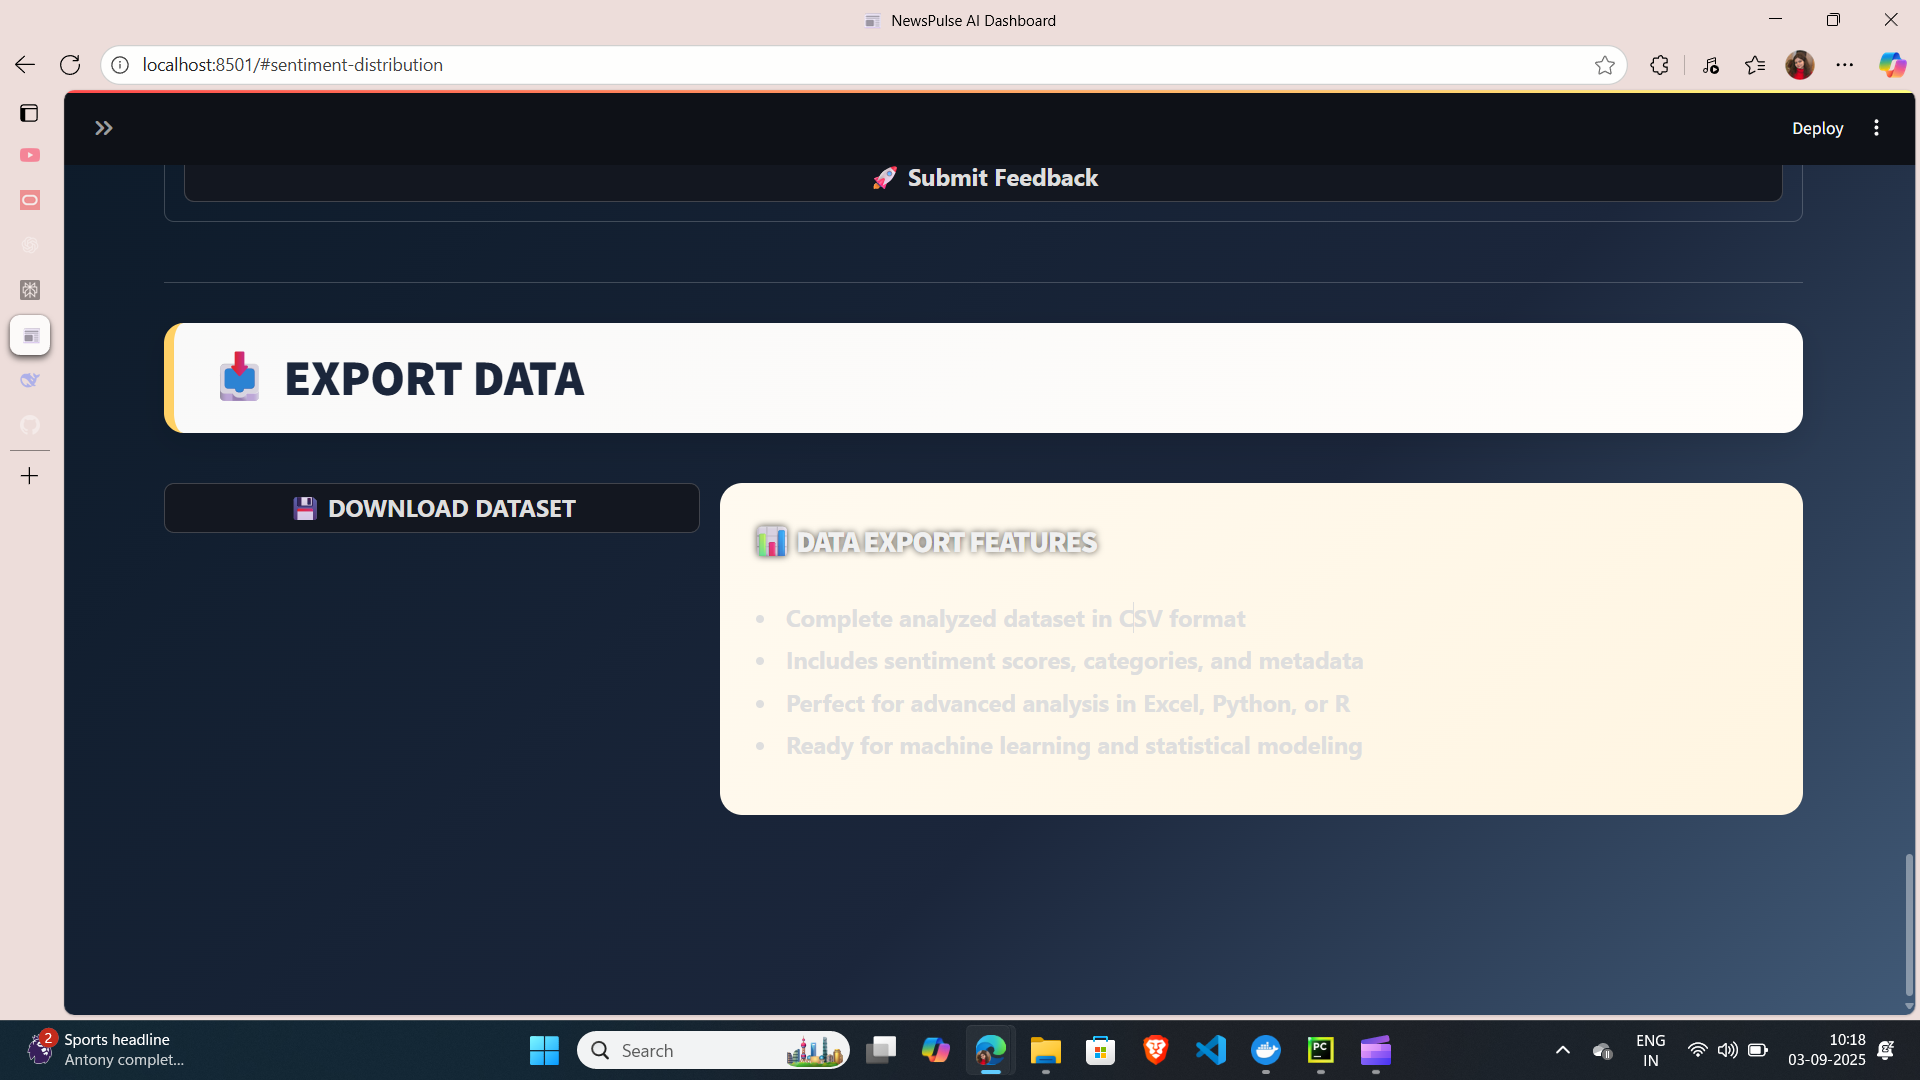 NewsPulse AI Dashboard
localhost:8501/#sentiment-distribution
Deploy
🚀 Submit Feedback
EXPORT DATA
DOWNLOAD DATASET
DATA EXPORT FEATURES
• Complete analyzed dataset in CSV format
• Includes sentiment scores, categories, and metadata
• Perfect for advanced analysis in Excel, Python, or R
• Ready for machine learning and statistical modeling
2
Sports headline
Antony complet...
Search
PC
ENG
IN
10:18
03-09-2025